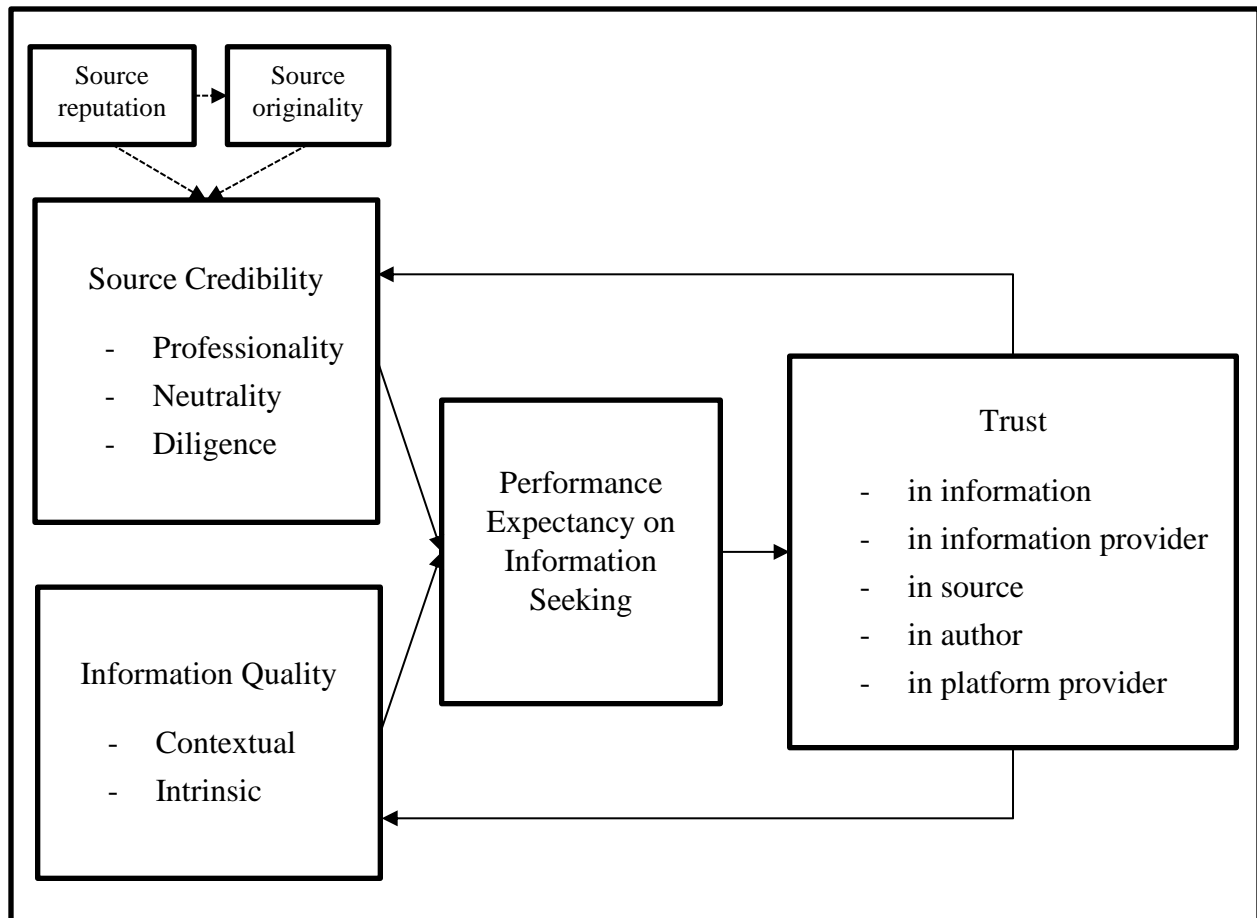 Source
reputation
Source
originality
Source Credibility
- Professionality
- Neutrality
- Diligence
Performance
Expectancy on
Information
Seeking
Trust
- in information
- in information provider
- in source
- in author
- in platform provider
Information Quality
- Contextual
- Intrinsic